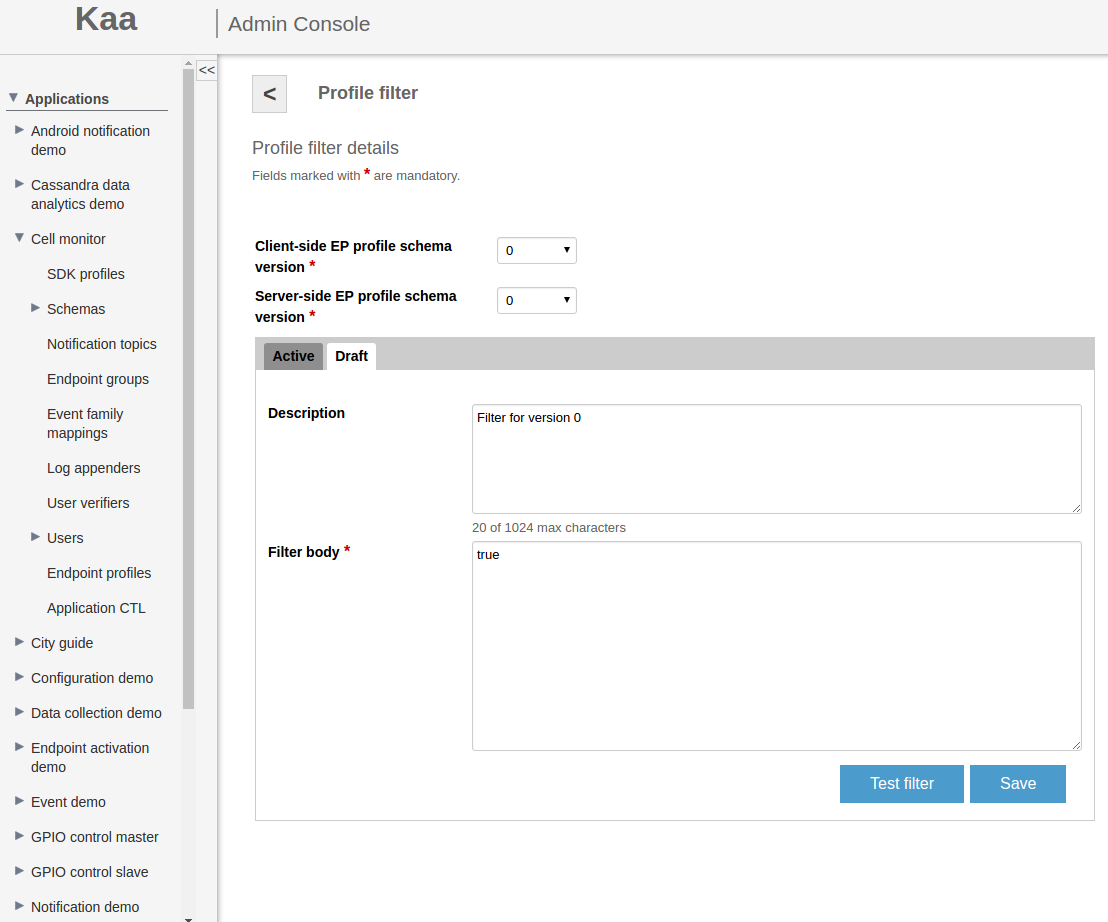 Kaa
Admin Console
<<
Applications
Android notification
demo
Cassandra data
analytics demo
Cell monitor
SDK profiles
Schemas
Notification topics
Endpoint groups
Event family
mappings
Log appenders
User verifiers
Users
Endpoint profiles
Application CTL
City guide
Configuration demo
Data collection demo
Endpoint activation
demo
Event demo
GPIO control master
GPIO control slave
Notification demo
< Profile filter
Profile filter details
Fields marked with * are mandatory.
Client-side EP profile schema
version * 0
Server-side EP profile schema
version * 0
Active Draft
Description Filter for version 0
20 of 1024 max characters
Filter body * true
Test filter Save